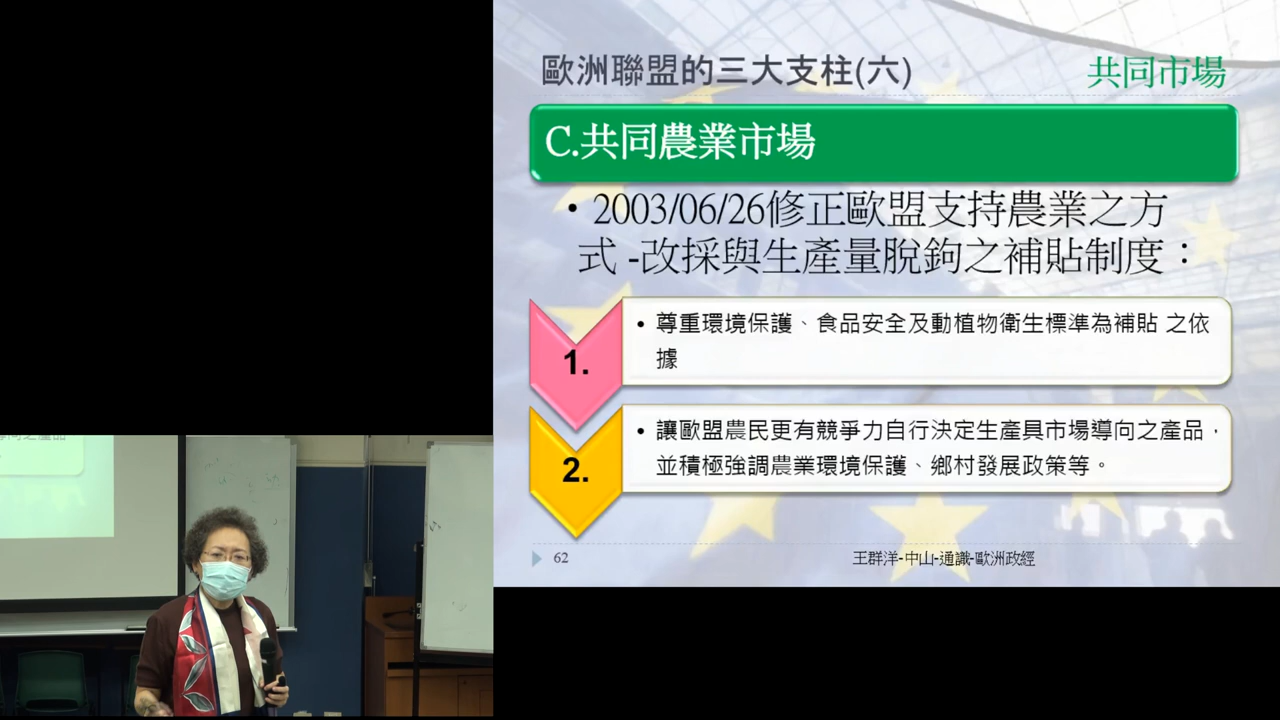 歐洲聯盟的三大支柱(六)
共同市場
C.共同農業市場
• 2003/06/26修正歐盟支持農業之方
式 -改採與生產量脫鉤之補貼制度：
1.
• 尊重環境保護、食品安全及動植物衛生標準為補貼 之依
據
2.
• 讓歐盟農民更有競爭力自行決定生產具市場導向之產品，
並積極強調農業環境保護、鄉村發展政策等。
62
王群洋-中山-通識-歐洲政經